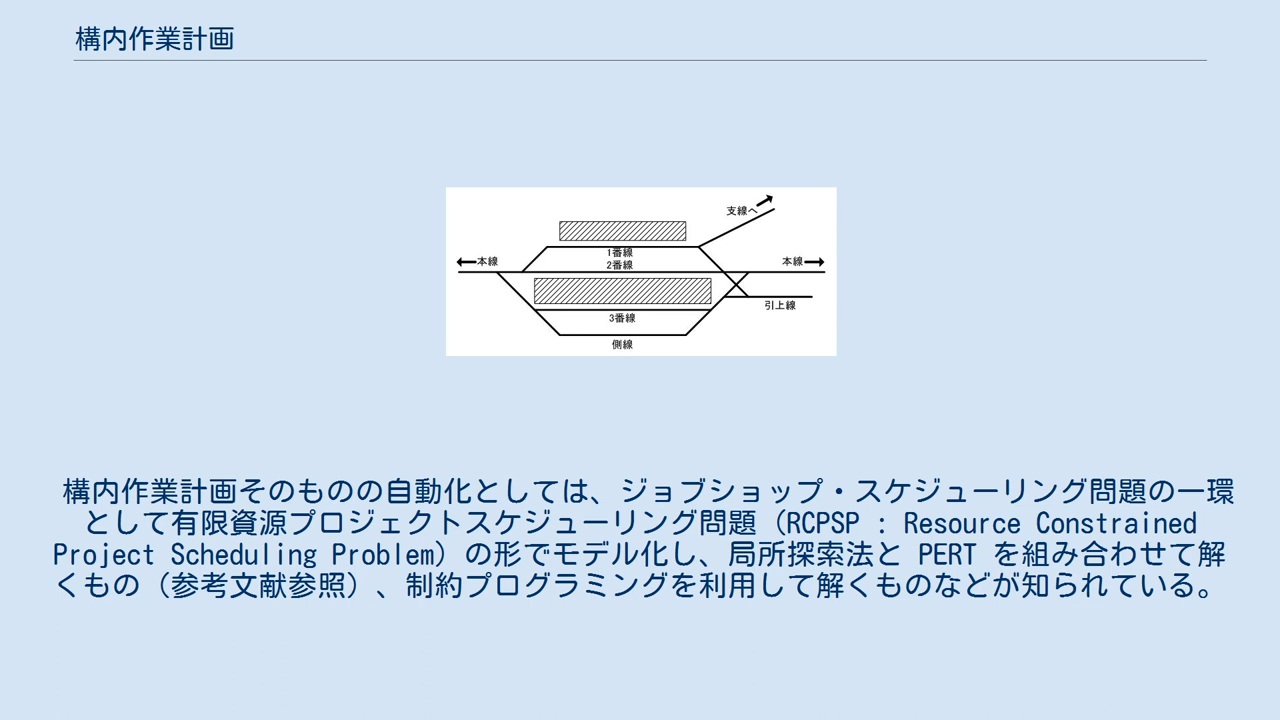 構内作業計画
支線へ
1番線
2番線
本線
本線
引上線
3番線
側線
構内作業計画そのものの自動化としては、ジョブショップ・スケジューリング問題の一環
として有限資源プロジェクトスケジューリング問題（RCPSP : Resource Constrained
Project Scheduling Problem）の形でモデル化し、局所探索法と PERT を組み合わせて解
くもの（参考文献参照）、制約プログラミングを利用して解くものなどが知られている。